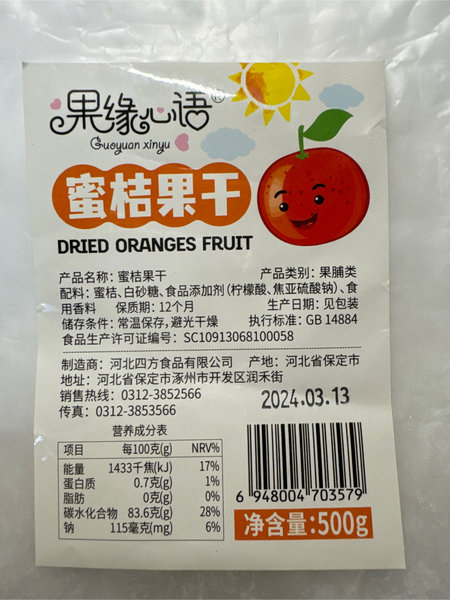 果缘心语®
Guoyuan xinyu
蜜桔果干
DRIED ORANGES FRUIT
产品名称：蜜桔果干 产品类别：果脯类
配料：蜜桔、白砂糖、食品添加剂（柠檬酸、焦亚硫酸钠）、食
用香料 保质期：12个月 生产日期：见包装
储存条件：常温保存，避光干燥 执行标准：GB 14884
食品生产许可证编号：SC10913068100058
制造商：河北四方食品有限公司 产地：河北省保定市
地址：河北省保定市涿州市开发区润禾街
销售热线：0312-3852566
传真：0312-3853566
2024.03.13
营养成分表
项目 每100克(g) NRV%
能量 1433千焦(kJ) 17%
蛋白质 0.7克(g) 1%
脂肪 0克(g) 0%
碳水化合物 83.6克(g) 28%
钠 115毫克(mg) 6%
6 948004 703579
净含量：500g